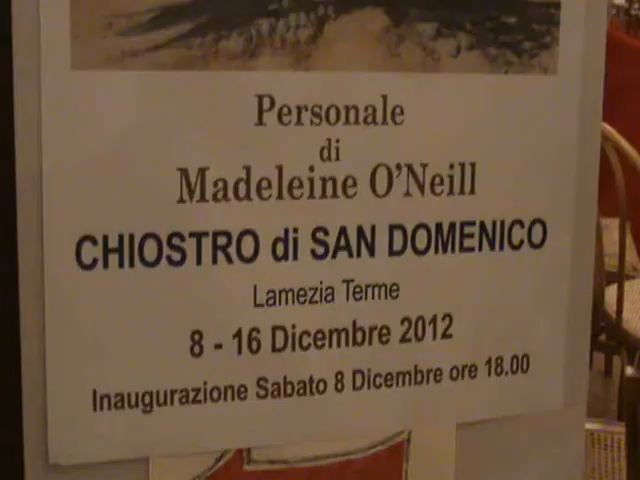 Personale
di
Madeleine O'Neill
CHIOSTRO di SAN DOMENICO
Lamezia Terme
8 - 16 Dicembre 2012
Inaugurazione Sabato 8 Dicembre ore 18.00